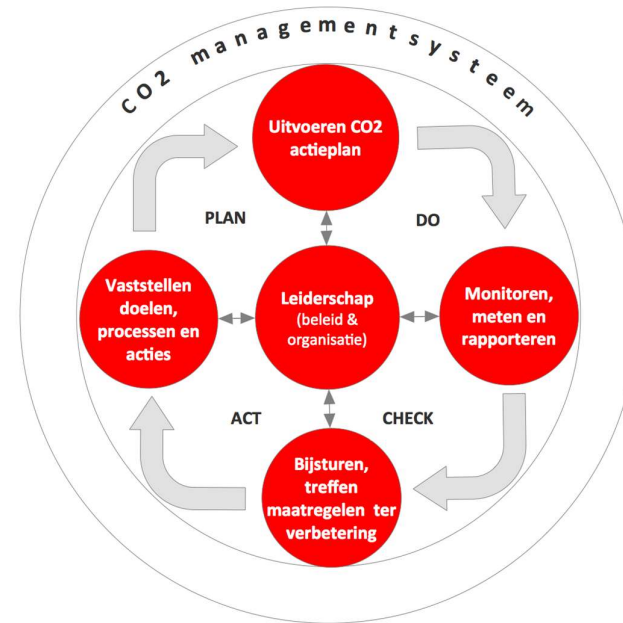 CO2 managementsysteem
Uitvoeren CO2
actieplan
PLAN
DO
Vaststellen
doelen,
processen en
acties
Leiderschap
(beleid &
organisatie)
Monitoren,
meten en
rapporteren
ACT
CHECK
Bijsturen,
treffen
maatregelen ter
verbetering